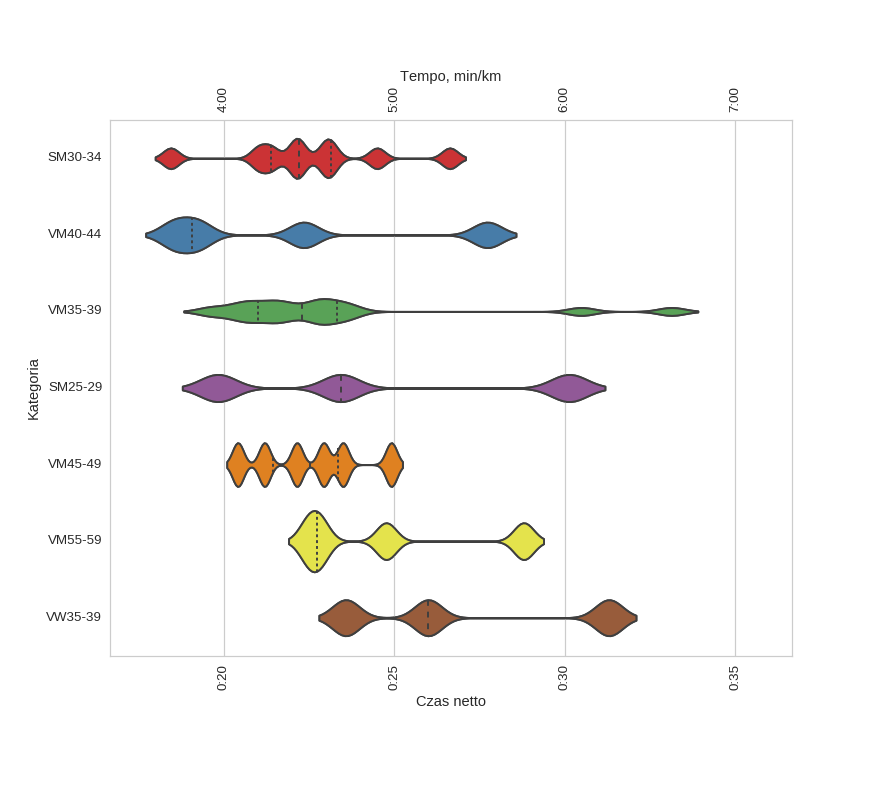 Tempo, min/km
4:00 5:00 6:00 7:00
SM30-34
VM40-44
VM35-39
SM25-29
VM45-49
VM55-59
VW35-39
Kategoria
0:20 0:25 0:30 0:35
Czas netto